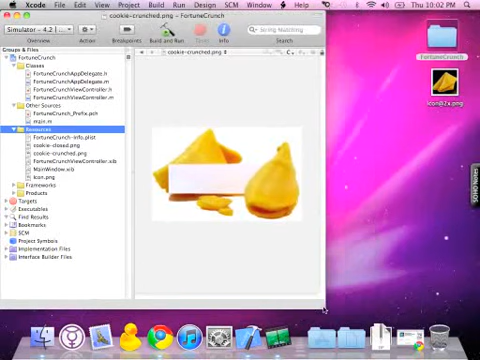 Xcode File Edit View Project Build Run Design SCM Window Help Thu 10:02 PM
cookie-crunched.png – FortuneCrunch
Simulator – 4.2
Overview Action Breakpoints Build and Run Tasks Info Search
String Matching
Groups & Files
cookie-crunched.png
FortuneCrunch
Classes
FortuneCrunchAppDelegate.h
FortuneCrunchAppDelegate.m
FortuneCrunchViewController.h
FortuneCrunchViewController.m
Other Sources
FortuneCrunch_Prefix.pch
main.m
Resources
FortuneCrunch-Info.plist
cookie-closed.png
cookie-crunched.png
FortuneCrunchViewController.xib
MainWindow.xib
icon.png
Frameworks
Products
Targets
Executables
Find Results
Bookmarks
SCM
Project Symbols
Implementation Files
Interface Builder Files
FortuneCrunch
icon@2x.png
SOHO Notes